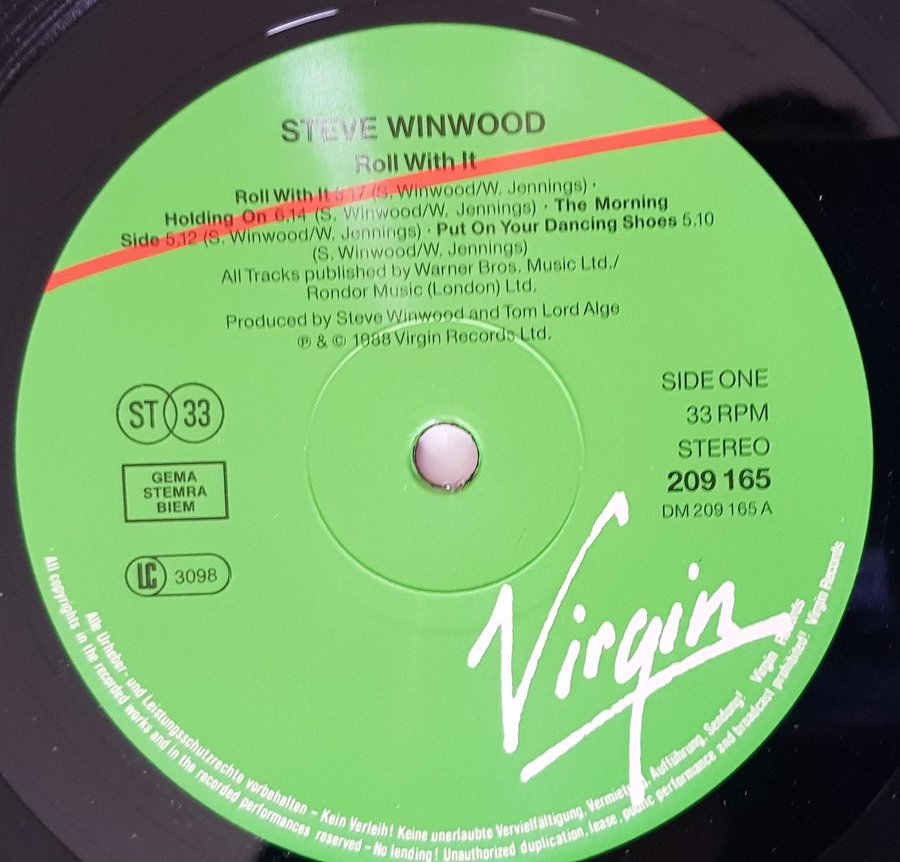 STEVE WINWOOD
Roll With It
Roll With It 5.17 (S. Winwood/W. Jennings) ·
Holding On 6.14 (S. Winwood/W. Jennings) · The Morning
Side 5.12 (S. Winwood/W. Jennings) · Put On Your Dancing Shoes 5.10
(S. Winwood/W. Jennings)
All Tracks published by Warner Bros. Music Ltd./
Rondor Music (London) Ltd.
Produced by Steve Winwood and Tom Lord Alge
℗ & © 1988 Virgin Records Ltd.
ST 33
GEMA
STEMRA
BIEM
LC 3098
SIDE ONE
33 RPM
STEREO
209 165
DM 209 165 A
Virgin
Alle Urheber- und Leistungsschutzrechte vorbehalten – Kein Verleih! Keine unerlaubte Vervielfältigung, Vermietung, Aufführung, Sendung! Virgin Records
All copyrights in the recorded works and in the recorded performances reserved – No lending! Unauthorized duplication, lease, public performance and broadcast prohibited! Virgin Records